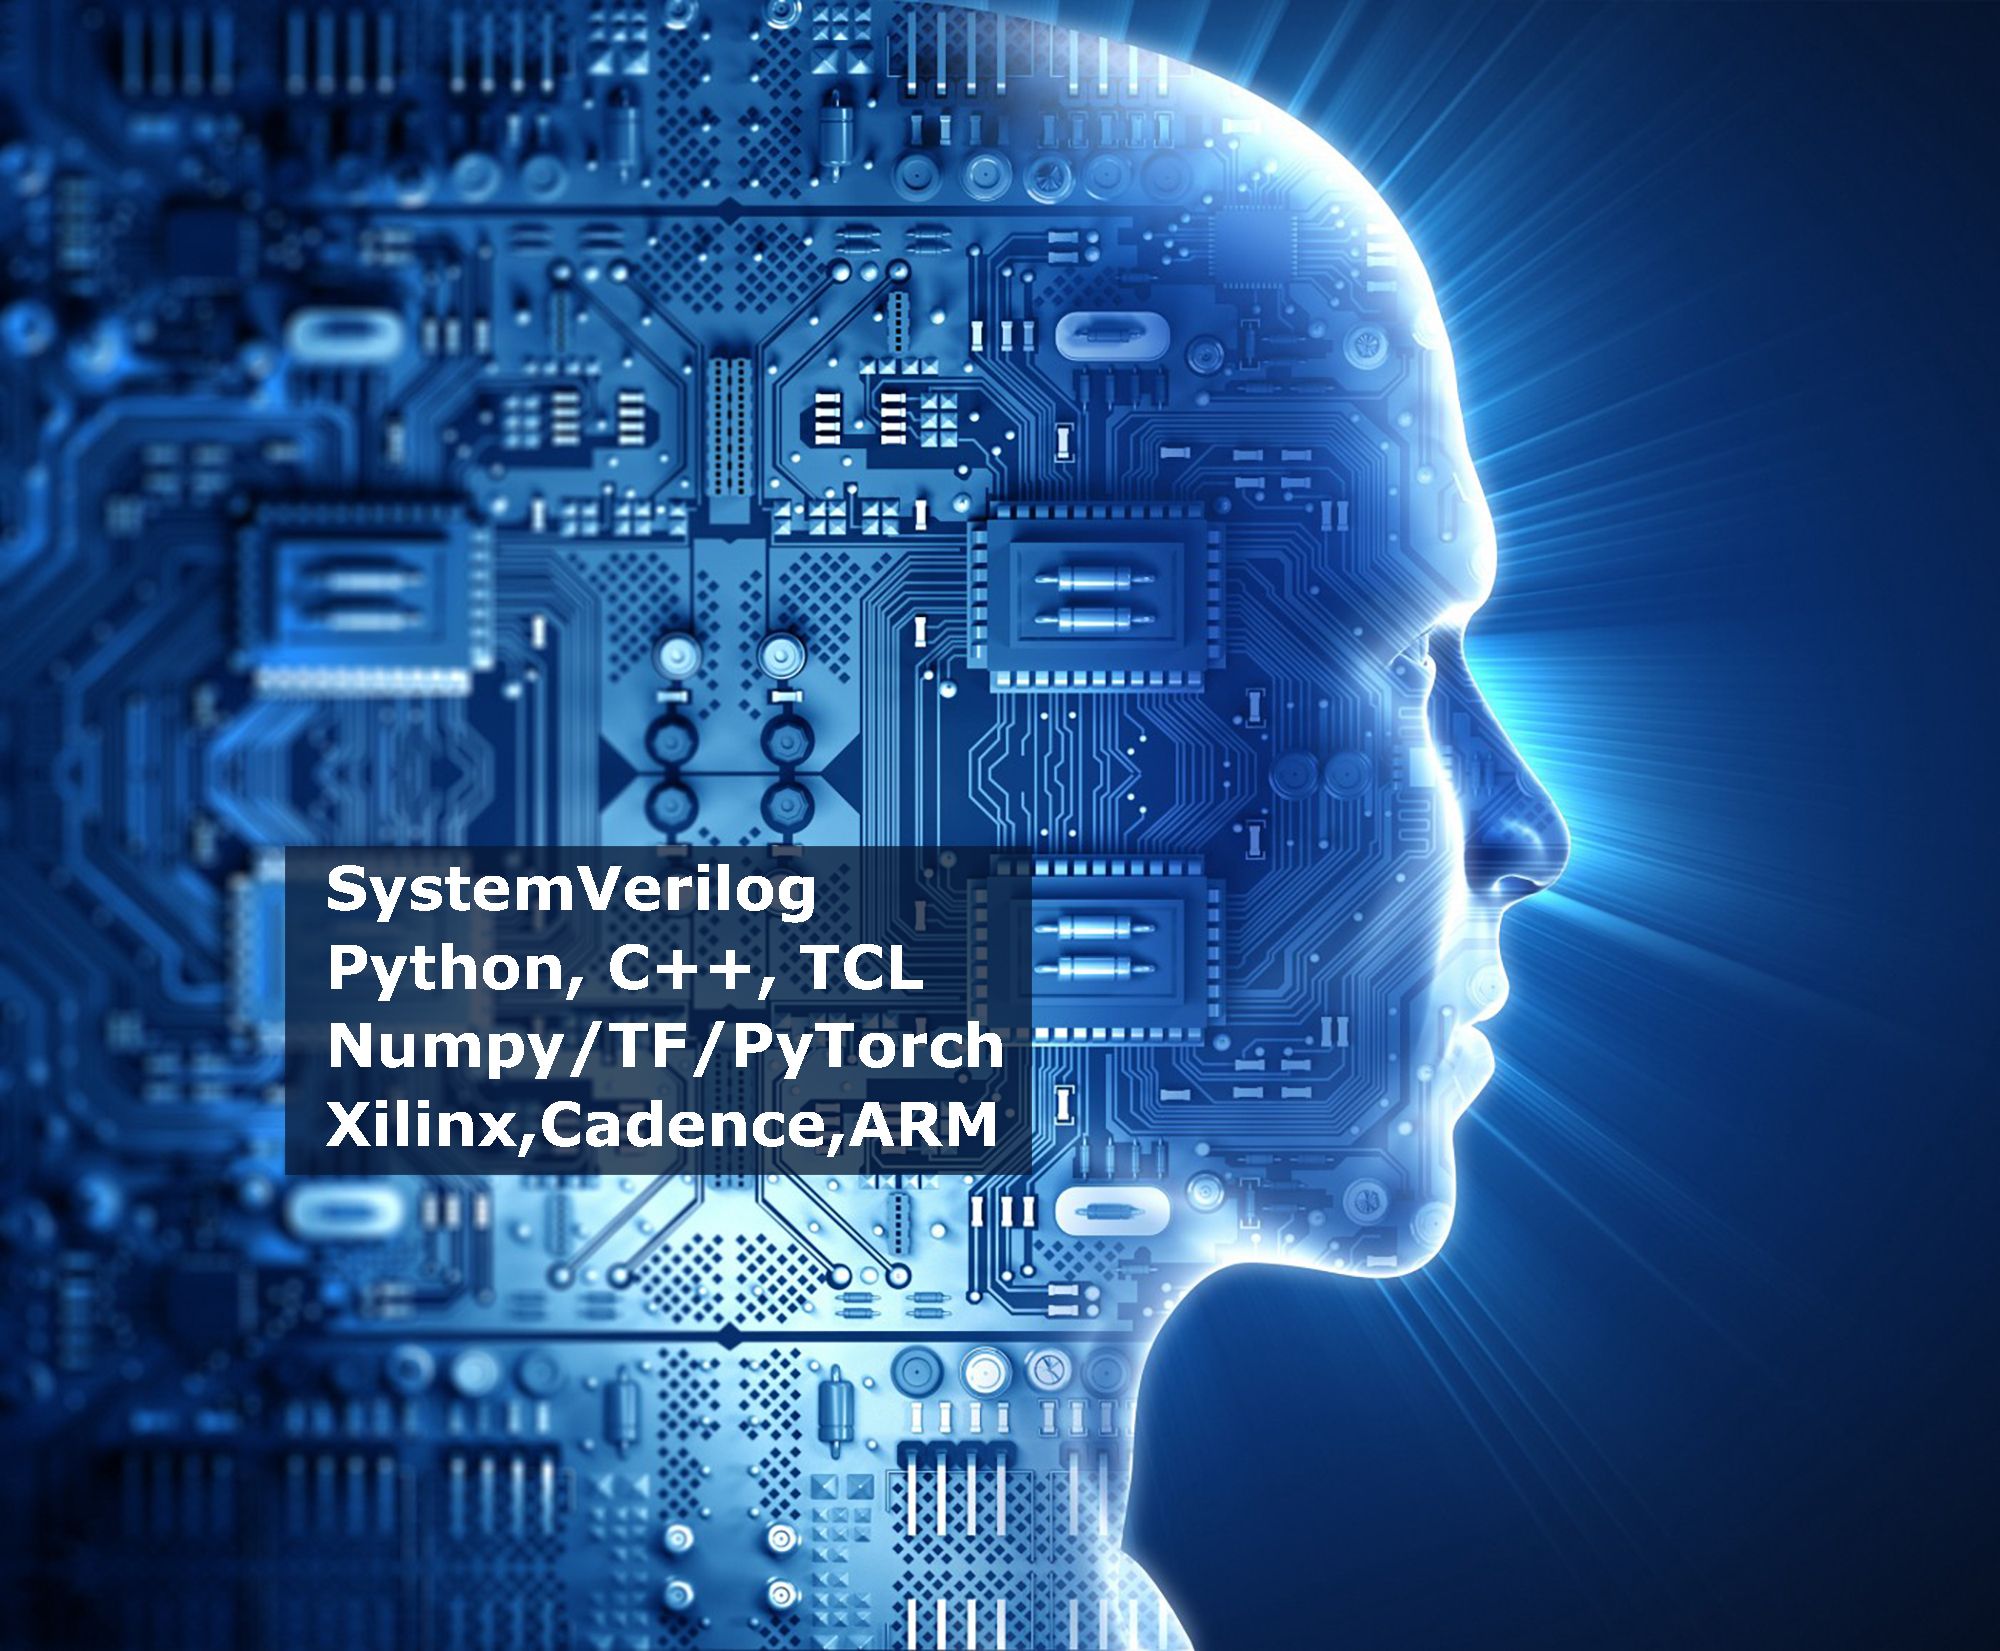 SystemVerilog
Python, C++, TCL
Numpy/TF/PyTorch
Xilinx,Cadence,ARM